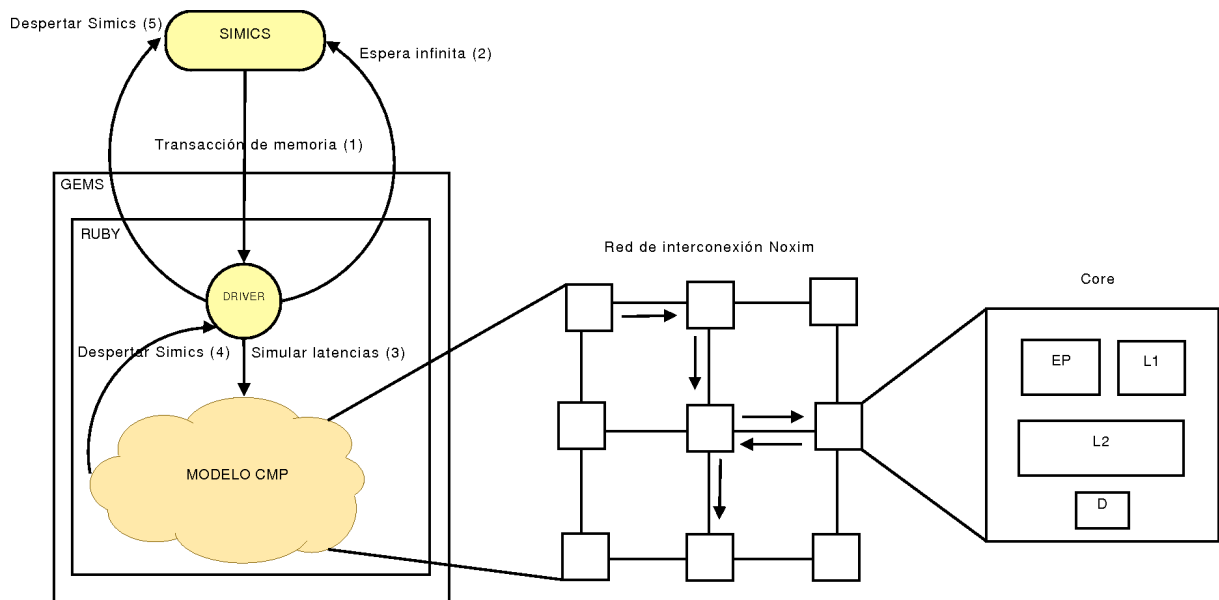 Despertar Simics (5)
SIMICS
Espera infinita (2)
Transacción de memoria (1)
GEMS
RUBY
DRIVER
Despertar Simics (4)
Simular latencias (3)
MODELO CMP
Red de interconexión Noxim
Core
EP
L1
L2
D